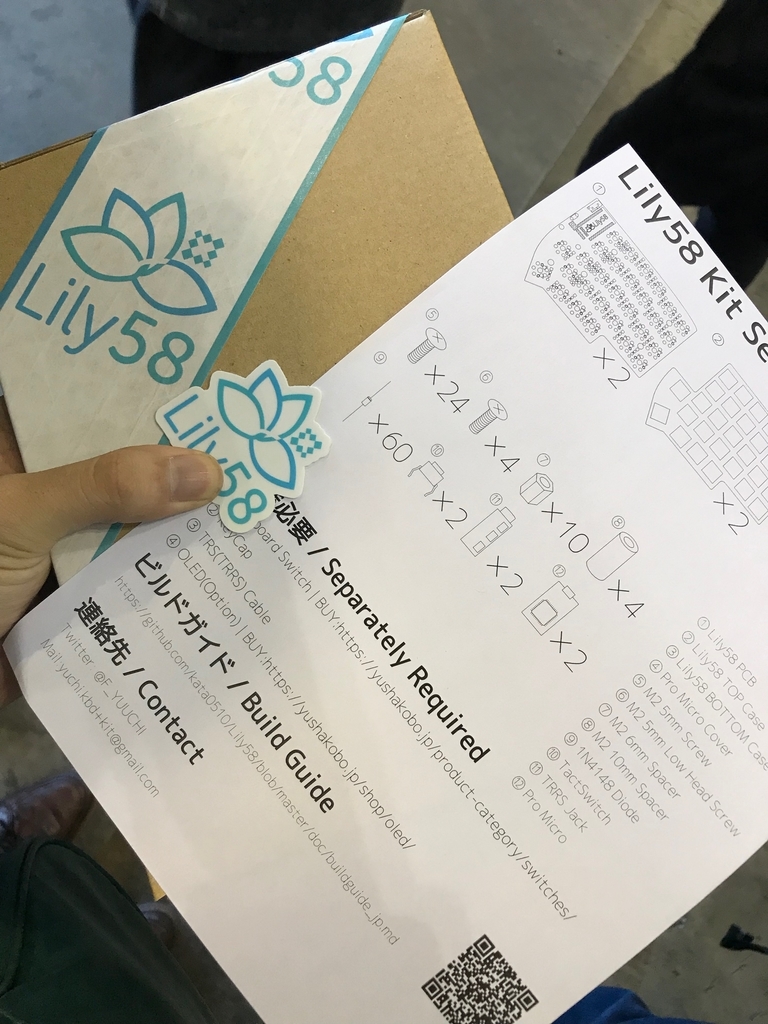 58
Lily58
Lily58
Lily58 Kit Se
①
×2
②
×2
⑤
×24
⑥
×4
⑦
×10
⑧
×4
⑨
×60
⑩
×2
⑪
×2
⑫
×2
① Lily58 PCB
② Lily58 TOP Case
③ Lily58 BOTTOM Case
④ Pro Micro Cover
⑤ M2 5mm Screw
⑥ M2 5mm Low Head Screw
⑦ M2 6mm Spacer
⑧ M2 10mm Spacer
⑨ 1N4148 Diode
⑩ TactSwitch
⑪ TRRS Jack
⑫ Pro Micro
必要 / Separately Required
Switch | BUY:https://yushakobo.jp/product-category/switches/
② KeyCap
③ TRS(TRRS) Cable
④ OLED(Option) | BUY:https://yushakobo.jp/shop/oled/
ビルドガイド / Build Guide
https://github.com/kata0510/Lily58/blob/master/doc/buildguide_jp.md
連絡先 / Contact
Twitter: @F_YUUCHI
Mail:yuchi.kbd+kit@gmail.com